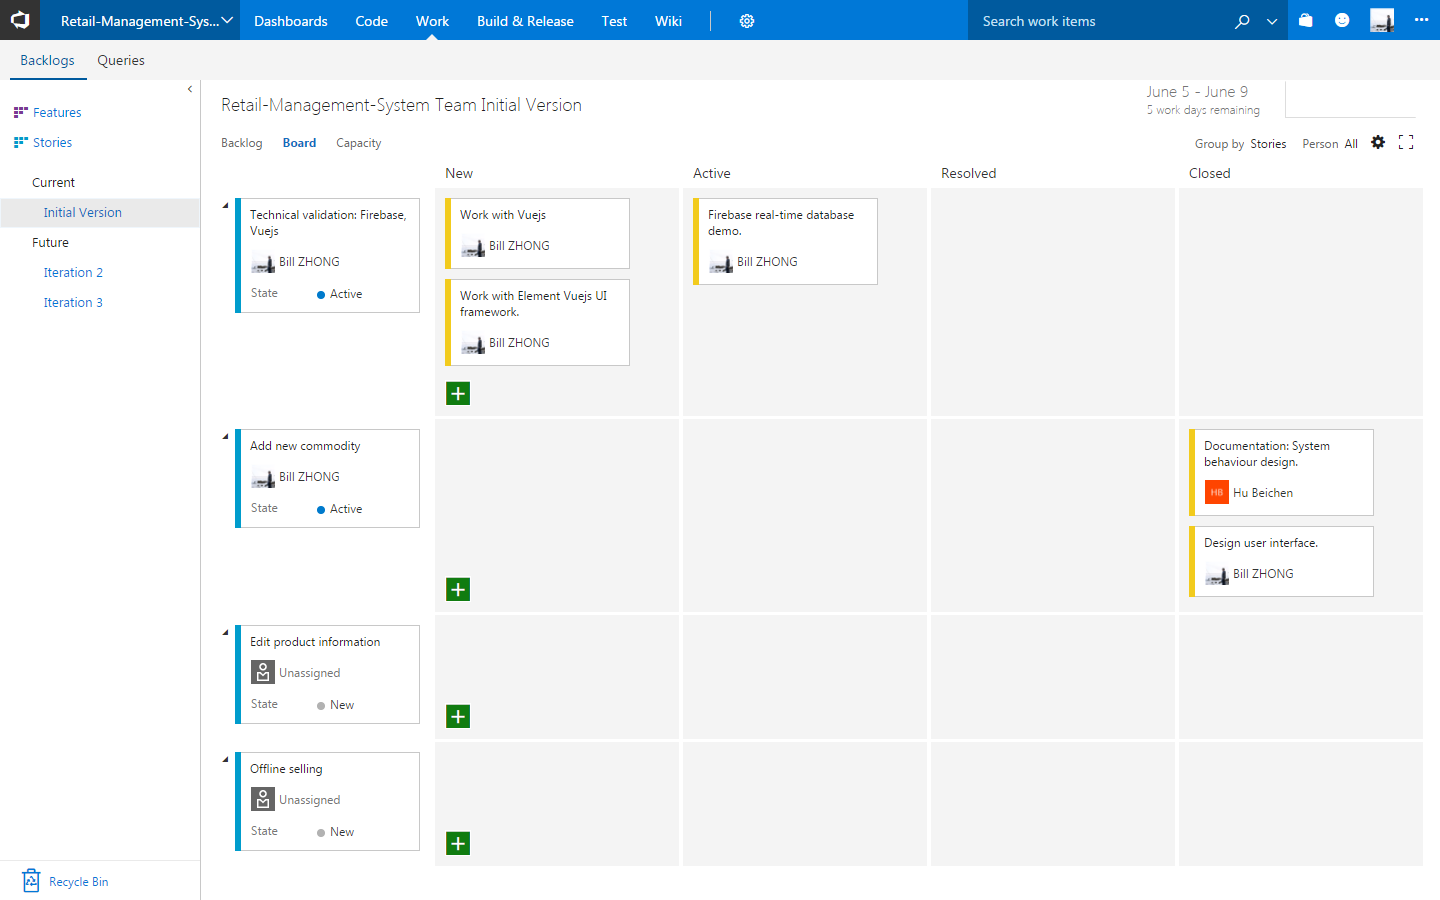 Retail-Management-Sys...
Dashboards
Code
Work
Build & Release
Test
Wiki
Search work items
Backlogs
Queries
Features
Stories
Current
Initial Version
Future
Iteration 2
Iteration 3
Recycle Bin
Retail-Management-System Team Initial Version
June 5 - June 9
5 work days remaining
Backlog
Board
Capacity
Group by Stories
Person All
New
Active
Resolved
Closed
Technical validation: Firebase,
Vuejs
Bill ZHONG
State Active
Work with Vuejs
Bill ZHONG
Work with Element Vuejs UI
framework.
Bill ZHONG
Firebase real-time database
demo.
Bill ZHONG
Add new commodity
Bill ZHONG
State Active
Documentation: System
behaviour design.
HB Hu Beichen
Design user interface.
Bill ZHONG
Edit product information
Unassigned
State New
Offline selling
Unassigned
State New